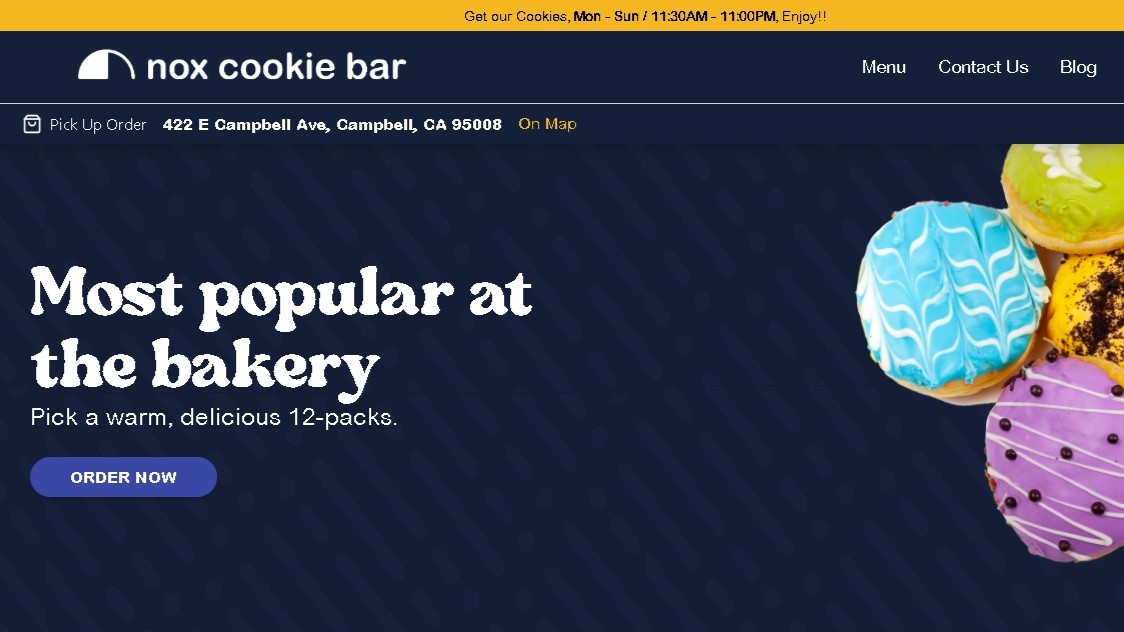 Get our Cookies, Mon - Sun / 11:30AM - 11:00PM, Enjoy!!
nox cookie bar
Menu
Contact Us
Blog
Pick Up Order 422 E Campbell Ave, Campbell, CA 95008 On Map
Most popular at
the bakery
Pick a warm, delicious 12-packs.
ORDER NOW